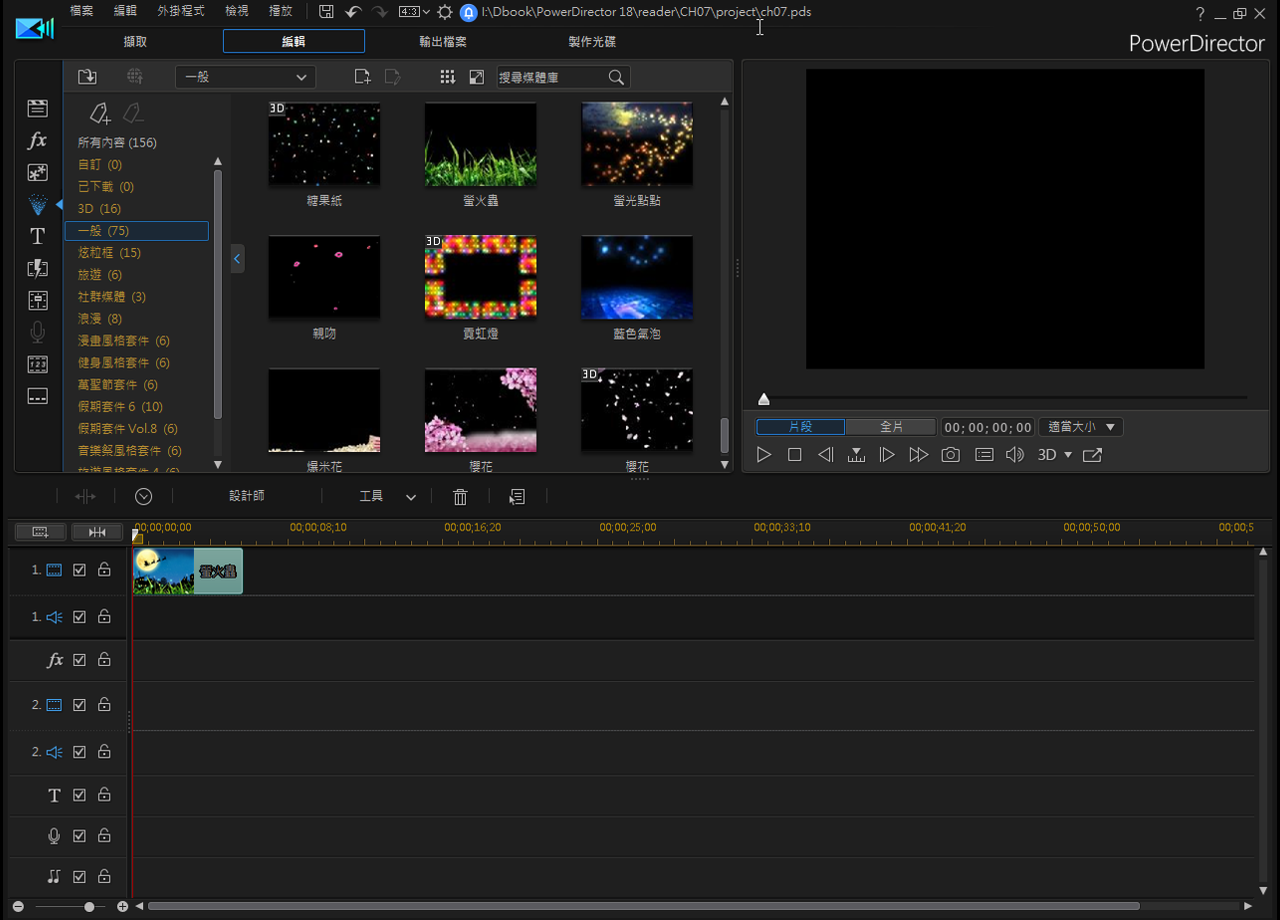 檔案 編輯 外掛程式 檢視 播放 4:3 I:\Dbook\PowerDirector 18\reader\CH07\project\ch07.pds ?
擷取 編輯 輸出檔案 製作光碟 PowerDirector
一般 搜尋媒體庫
所有內容 (156)
自訂 (0)
已下載 (0)
3D (16)
一般 (75)
炫粒框 (15)
旅遊 (6)
社群媒體 (3)
浪漫 (8)
漫畫風格套件 (6)
健身風格套件 (6)
萬聖節套件 (6)
假期套件 6 (10)
假期套件 Vol.8 (6)
音樂祭風格套件 (6)
旅遊風格套件 4 (6)
fx
T
123
3D
糖果紙 螢火蟲 螢光點點
3D
親吻 霓虹燈 藍色氣泡
3D
爆米花 櫻花 櫻花
片段 全片 00;00;00;00 適當大小
3D
設計師 工具
00;00;00;00 00;00;08;10 00;00;16;20 00;00;25;00 00;00;33;10 00;00;41;20 00;00;50;00 00;00;5
1. 螢火蟲
1.
fx
2.
2.
T